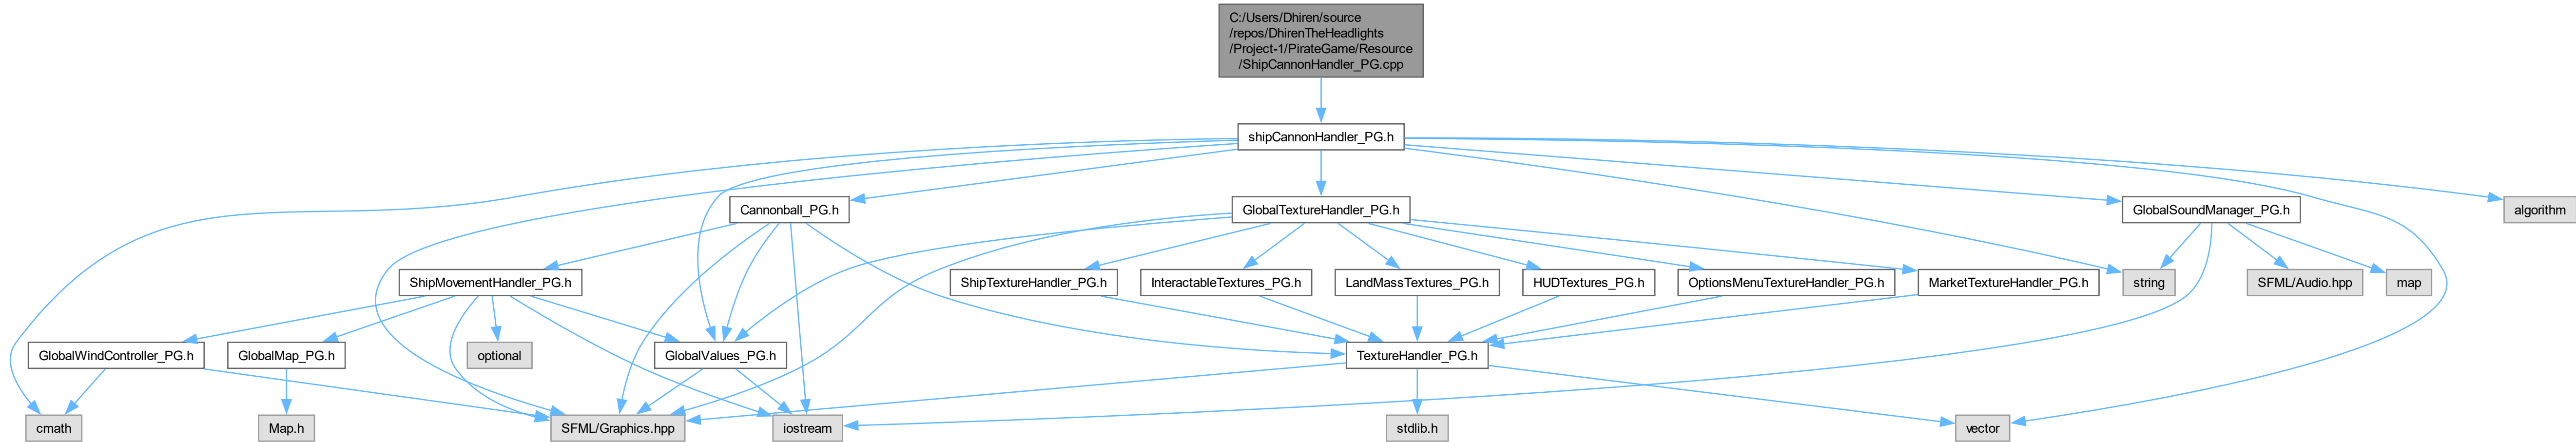 C:/Users/Dhiren/source
/repos/DhirenTheHeadlights
/Project-1/PirateGame/Resource
/ShipCannonHandler_PG.cpp
shipCannonHandler_PG.h
Cannonball_PG.h
GlobalTextureHandler_PG.h
GlobalSoundManager_PG.h
algorithm
ShipMovementHandler_PG.h
ShipTextureHandler_PG.h
InteractableTextures_PG.h
LandMassTextures_PG.h
HUDTextures_PG.h
OptionsMenuTextureHandler_PG.h
MarketTextureHandler_PG.h
string
SFML/Audio.hpp
map
GlobalWindController_PG.h
GlobalMap_PG.h
optional
GlobalValues_PG.h
TextureHandler_PG.h
cmath
Map.h
SFML/Graphics.hpp
iostream
stdlib.h
vector